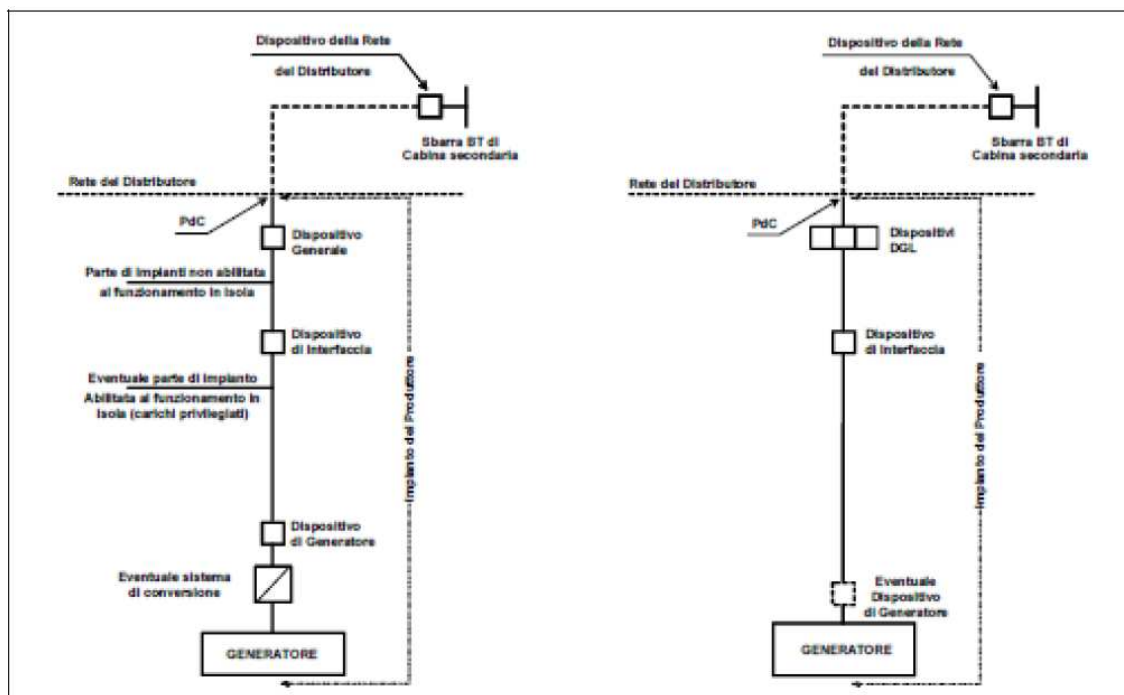 Dispositivo della Rete
del Distributore
Sbarra BT di
Cabina secondaria
Rete del Distributore
PdC
Dispositivo
Generale
Parte di Impianti non abilitata
al funzionamento in Isola
Dispositivo
di Interfaccia
Eventuale parte di Impianto
Abilitata al funzionamento in
Isola (carichi privilegiati)
Impianto del Produttore
Dispositivo
di Generatore
Eventuale sistema
di conversione
GENERATORE
Dispositivo della Rete
del Distributore
Sbarra BT di
Cabina secondaria
Rete del Distributore
PdC
Dispositivi
DGL
Dispositivo
di Interfaccia
Impianto del Produttore
Eventuale
Dispositivo
di Generatore
GENERATORE